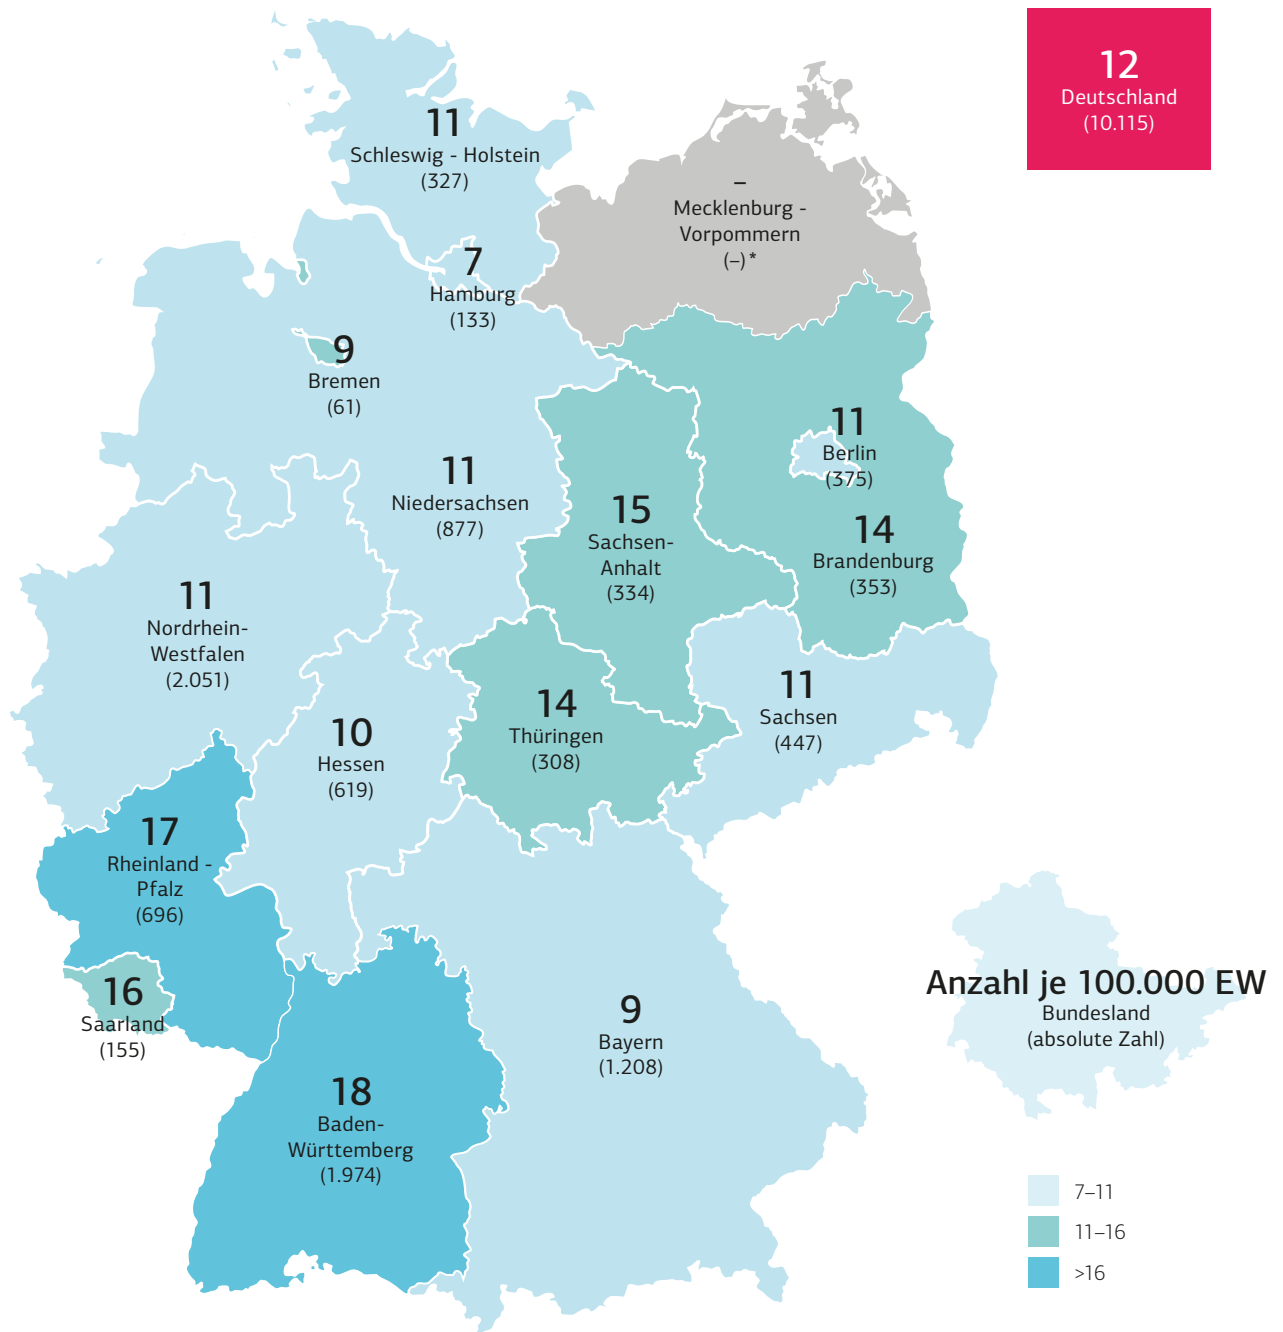 12
Deutschland
(10.115)
11
Schleswig - Holstein
(327)
–
Mecklenburg -
Vorpommern
(–) *
7
Hamburg
(133)
9
Bremen
(61)
11
Berlin
(375)
11
Niedersachsen
(877)
15
Sachsen-
Anhalt
(334)
14
Brandenburg
(353)
11
Nordrhein-
Westfalen
(2.051)
11
Sachsen
(447)
14
Thüringen
(308)
10
Hessen
(619)
17
Rheinland -
Pfalz
(696)
16
Saarland
(155)
9
Bayern
(1.208)
18
Baden-
Württemberg
(1.974)
Anzahl je 100.000 EW
Bundesland
(absolute Zahl)
7–11
11–16
>16